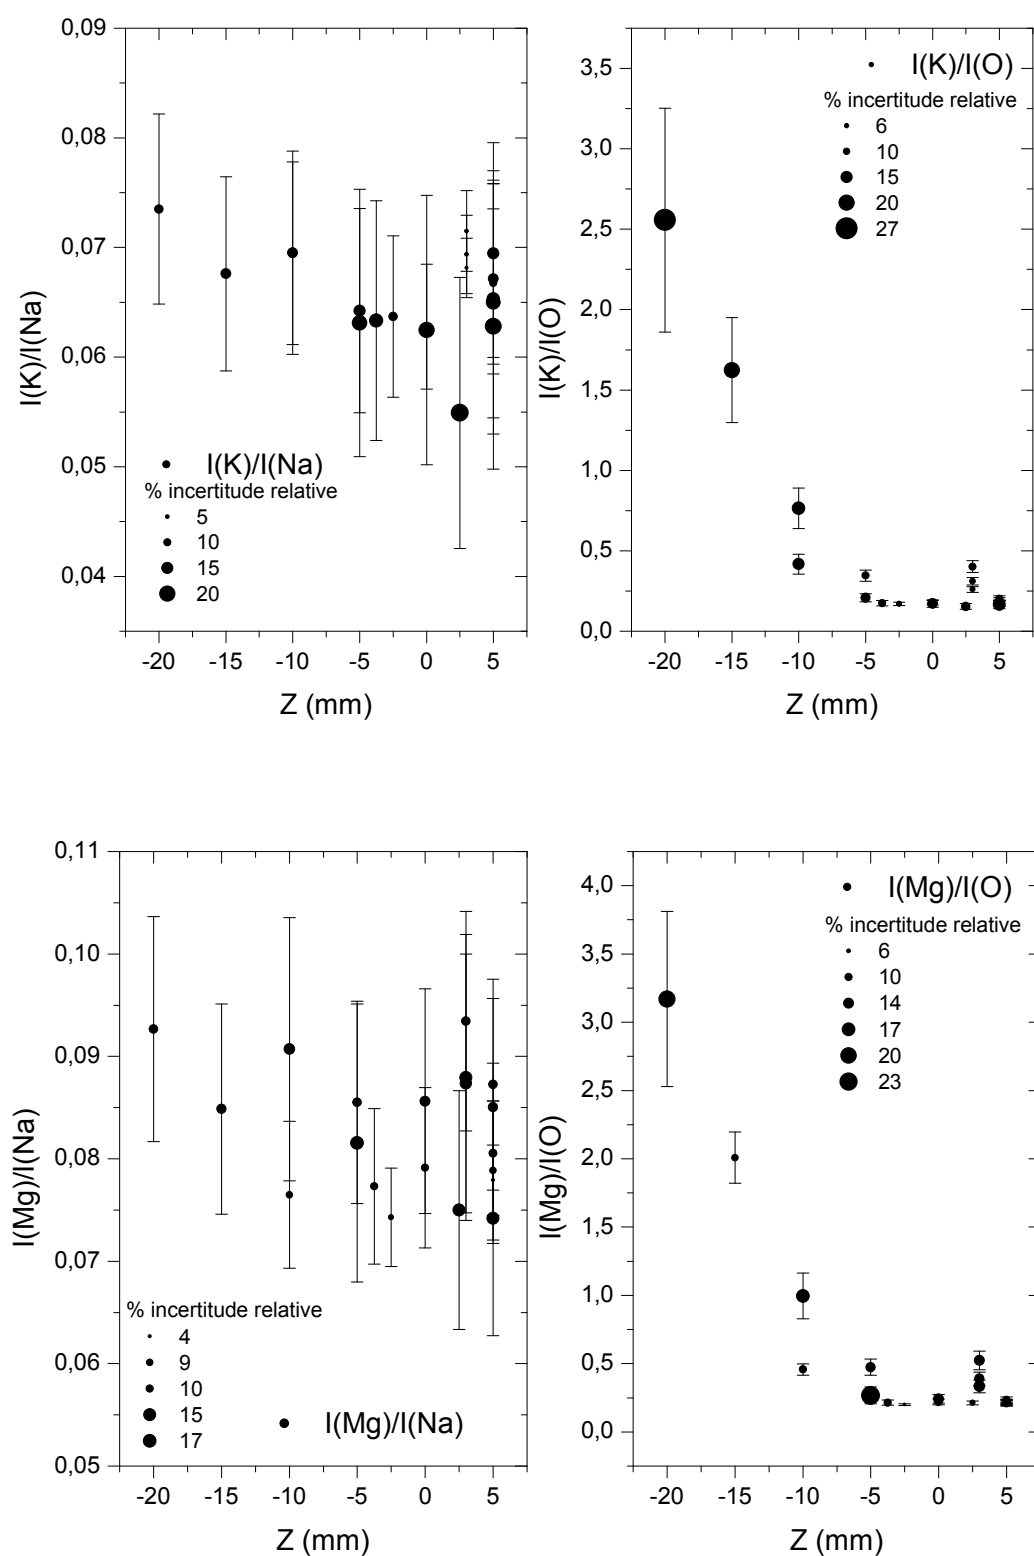 0,09
0,08
0,07
0,06
0,05
0,04
I(K)/I(Na)
I(K)/I(Na)
% incertitude relative
5
10
15
20
-20 -15 -10 -5 0 5
Z (mm)
3,5
3,0
2,5
2,0
1,5
1,0
0,5
0,0
I(K)/I(O)
I(K)/I(O)
% incertitude relative
6
10
15
20
27
-20 -15 -10 -5 0 5
Z (mm)
0,11
0,10
0,09
0,08
0,07
0,06
0,05
I(Mg)/I(Na)
% incertitude relative
4
9
10
15
17
I(Mg)/I(Na)
-20 -15 -10 -5 0 5
Z (mm)
4,0
3,5
3,0
2,5
2,0
1,5
1,0
0,5
0,0
I(Mg)/I(O)
I(Mg)/I(O)
% incertitude relative
6
10
14
17
20
23
-20 -15 -10 -5 0 5
Z (mm)